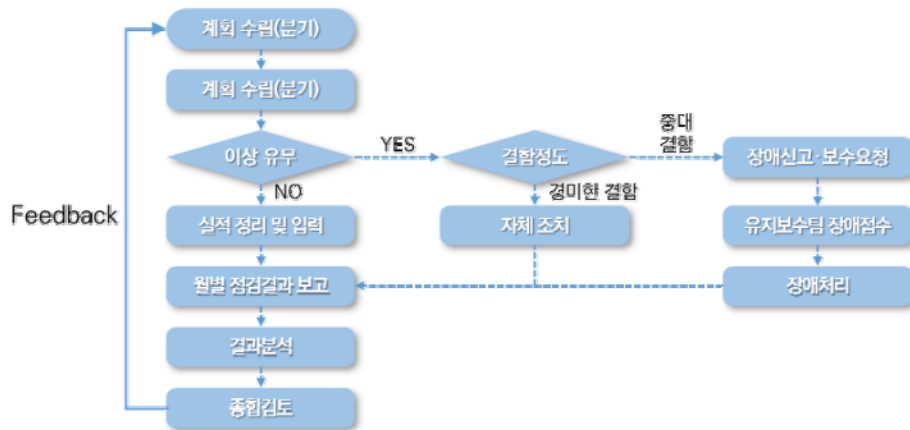 계획 수립(분기)
계획 수립(분기)
이상 유무
YES
결함정도
중대
결함
장애신고·보수요청
NO
경미한 결함
Feedback
실적 정리 및 입력
자체 조치
유지보수팀 장애접수
월별 점검결과 보고
장애처리
결과분석
종합검토